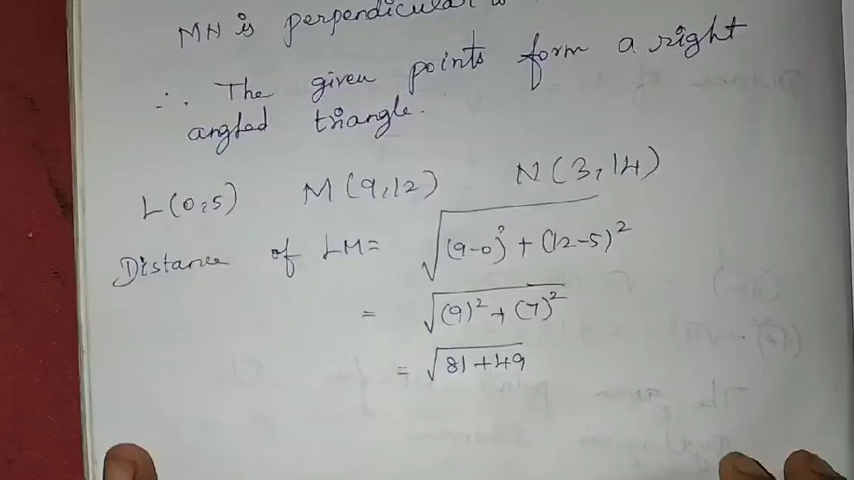 MN is perpendicular
∴ The given points form a right
angled triangle.
L(0,5) M(9,12) N(3,14)
Distance of LM = √((9-0)² + (12-5)²)
= √((9)² + (7)²)
= √(81+49)